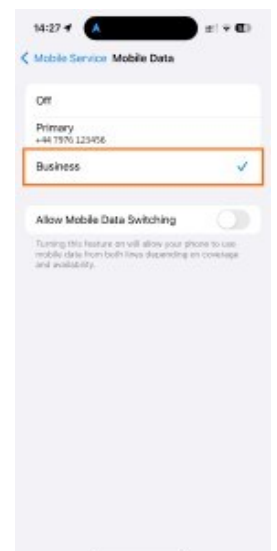 14:27
Mobile Service Mobile Data
Off
Primary
+44 7976 123456
Business
Allow Mobile Data Switching
Turning this feature on will allow your phone to use
mobile data from both lines depending on coverage
and availability.